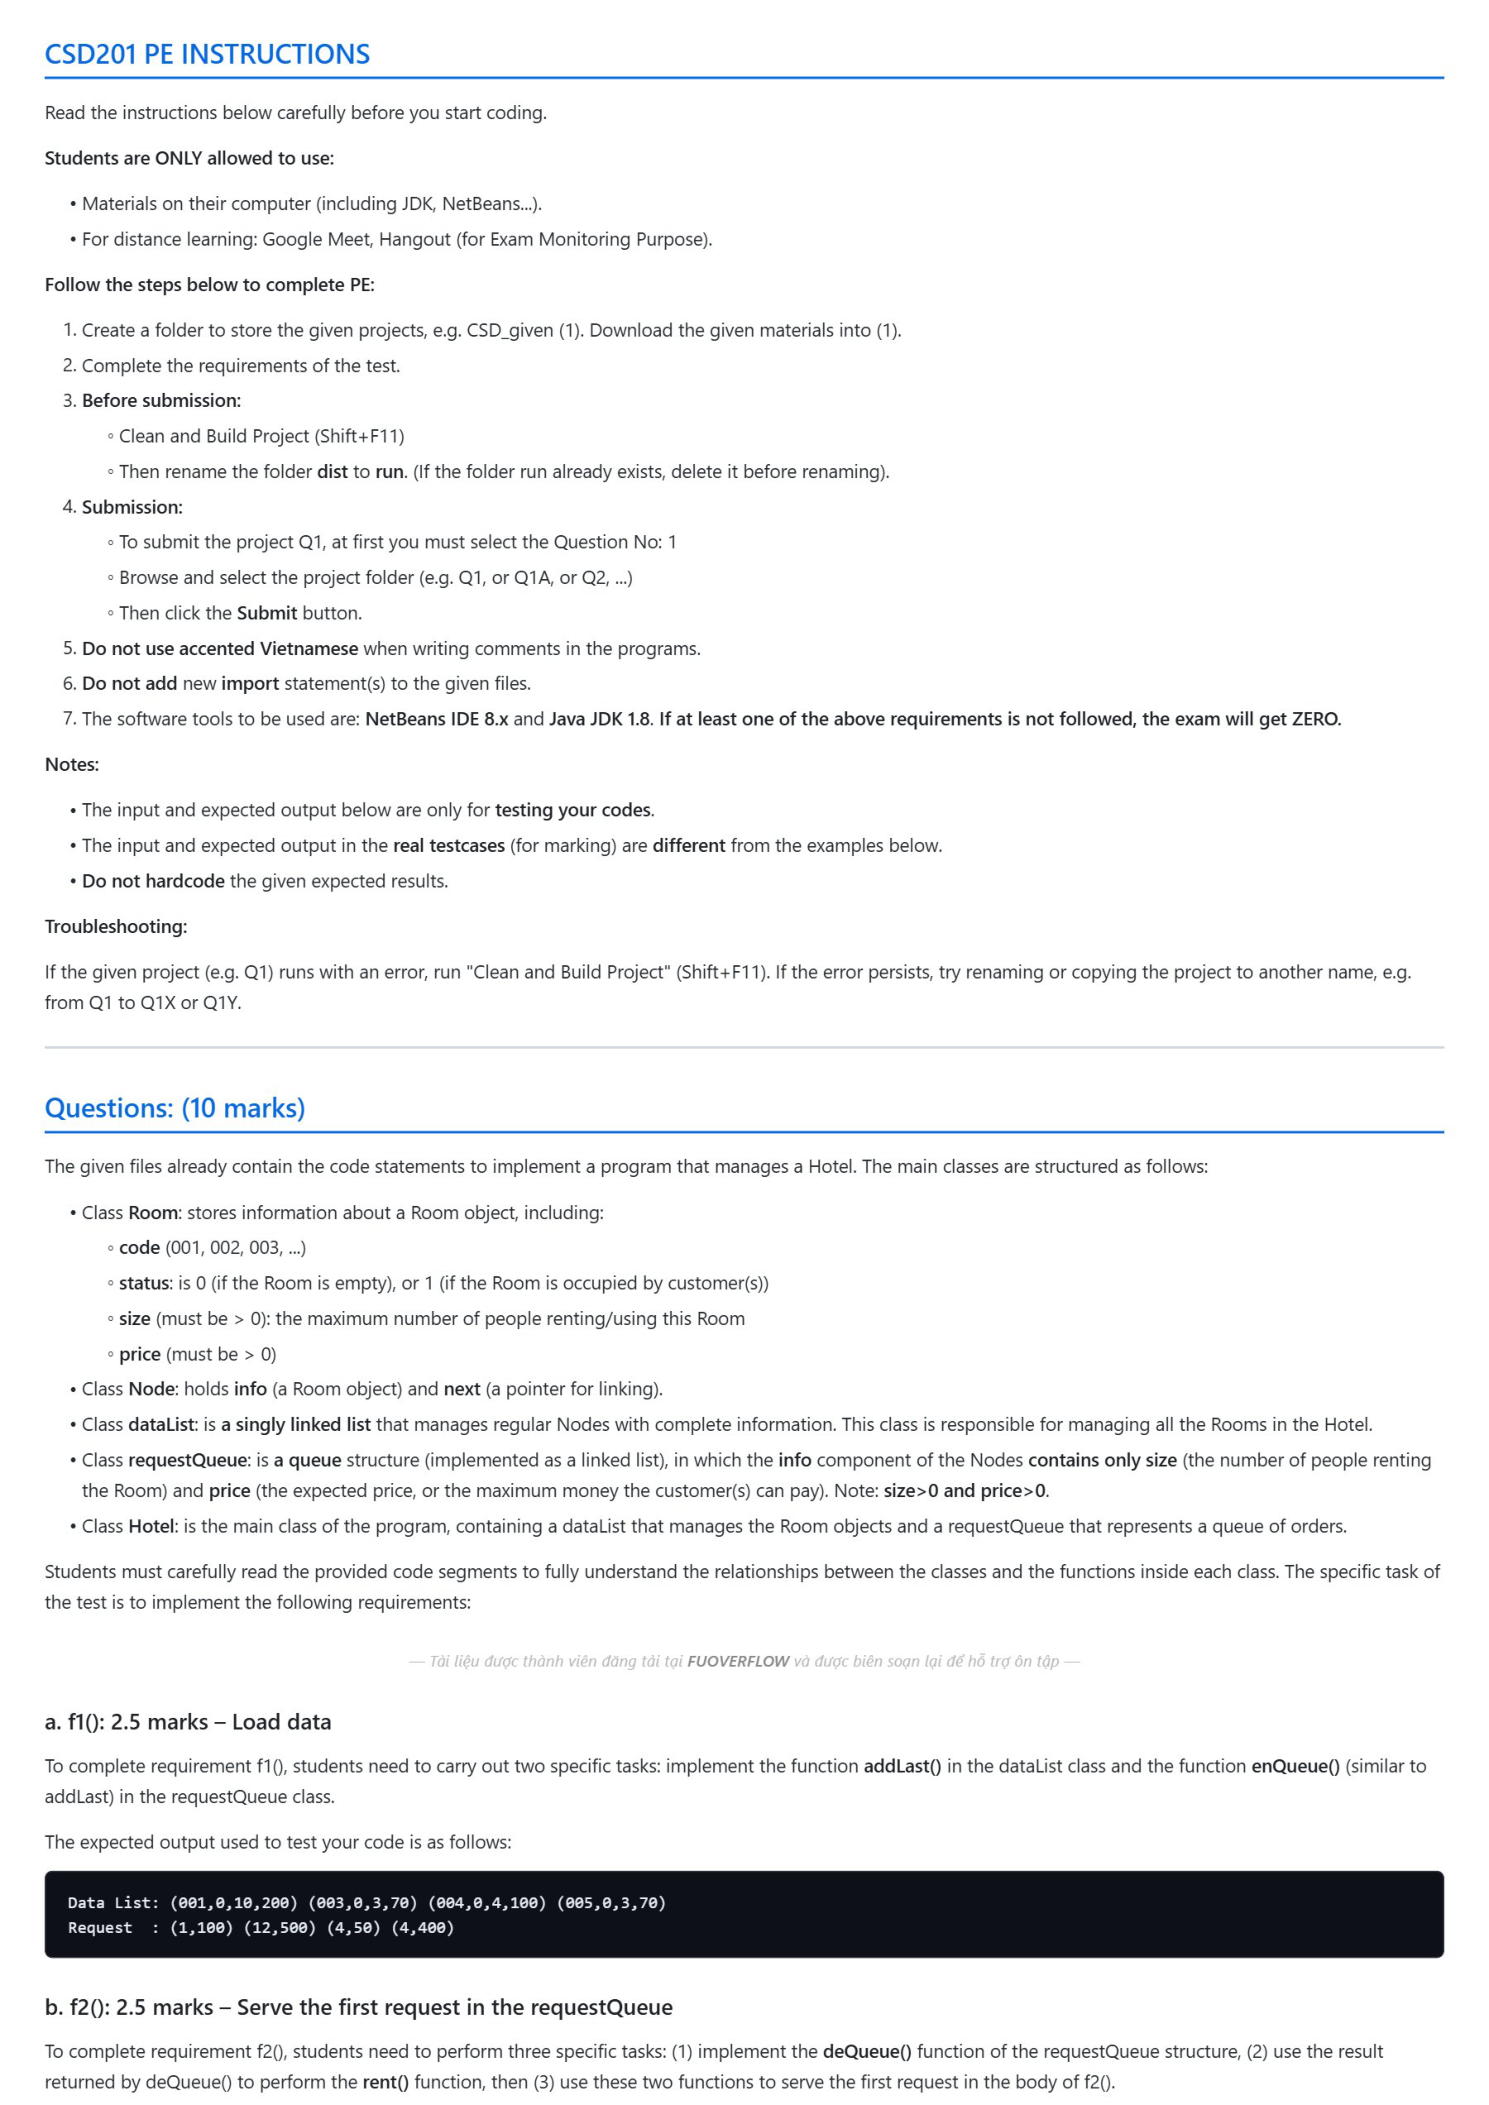 CSD201 PE INSTRUCTIONS
Read the instructions below carefully before you start coding.
Students are ONLY allowed to use:
• Materials on their computer (including JDK, NetBeans...).
• For distance learning: Google Meet, Hangout (for Exam Monitoring Purpose).
Follow the steps below to complete PE:
1. Create a folder to store the given projects, e.g. CSD_given (1). Download the given materials into (1).
2. Complete the requirements of the test.
3. Before submission:
◦ Clean and Build Project (Shift+F11)
◦ Then rename the folder dist to run. (If the folder run already exists, delete it before renaming).
4. Submission:
◦ To submit the project Q1, at first you must select the Question No: 1
◦ Browse and select the project folder (e.g. Q1, or Q1A, or Q2, ...)
◦ Then click the Submit button.
5. Do not use accented Vietnamese when writing comments in the programs.
6. Do not add new import statement(s) to the given files.
7. The software tools to be used are: NetBeans IDE 8.x and Java JDK 1.8. If at least one of the above requirements is not followed, the exam will get ZERO.
Notes:
• The input and expected output below are only for testing your codes.
• The input and expected output in the real testcases (for marking) are different from the examples below.
• Do not hardcode the given expected results.
Troubleshooting:
If the given project (e.g. Q1) runs with an error, run "Clean and Build Project" (Shift+F11). If the error persists, try renaming or copying the project to another name, e.g.
from Q1 to Q1X or Q1Y.
Questions: (10 marks)
The given files already contain the code statements to implement a program that manages a Hotel. The main classes are structured as follows:
• Class Room: stores information about a Room object, including:
◦ code (001, 002, 003, ...)
◦ status: is 0 (if the Room is empty), or 1 (if the Room is occupied by customer(s))
◦ size (must be > 0): the maximum number of people renting/using this Room
◦ price (must be > 0)
• Class Node: holds info (a Room object) and next (a pointer for linking).
• Class dataList: is a singly linked list that manages regular Nodes with complete information. This class is responsible for managing all the Rooms in the Hotel.
• Class requestQueue: is a queue structure (implemented as a linked list), in which the info component of the Nodes contains only size (the number of people renting
the Room) and price (the expected price, or the maximum money the customer(s) can pay). Note: size>0 and price>0.
• Class Hotel: is the main class of the program, containing a dataList that manages the Room objects and a requestQueue that represents a queue of orders.
Students must carefully read the provided code segments to fully understand the relationships between the classes and the functions inside each class. The specific task of
the test is to implement the following requirements:
— Tài liệu được thành viên đăng tải tại FUOVERFLOW và được biên soạn lại để hỗ trợ ôn tập —
a. f1(): 2.5 marks – Load data
To complete requirement f1(), students need to carry out two specific tasks: implement the function addLast() in the dataList class and the function enQueue() (similar to
addLast) in the requestQueue class.
The expected output used to test your code is as follows:
Data List: (001,0,10,200) (003,0,3,70) (004,0,4,100) (005,0,3,70)
Request  : (1,100) (12,500) (4,50) (4,400)
b. f2(): 2.5 marks – Serve the first request in the requestQueue
To complete requirement f2(), students need to perform three specific tasks: (1) implement the deQueue() function of the requestQueue structure, (2) use the result
returned by deQueue() to perform the rent() function, then (3) use these two functions to serve the first request in the body of f2().